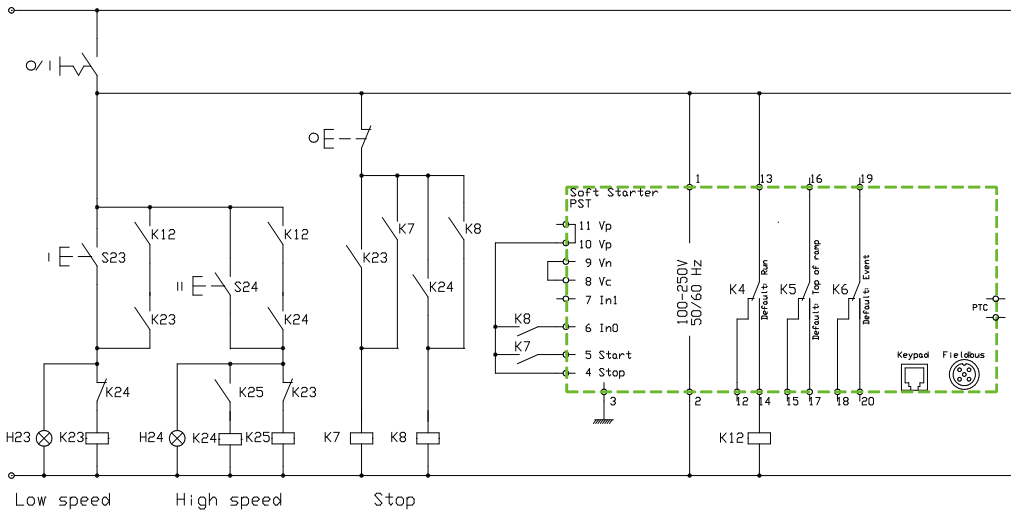 O/ I
O
1
13
16
19
Soft Starter
PST
11 Vp
10 Vp
9 Vn
8 Vc
7 In1
6 In0
5 Start
4 Stop
3
K12
K12
K7
K8
I
S23
K23
II
S24
K24
K23
K24
100-250V
50/60 Hz
K4
Default: Run
K5
Default: Top of ramp
K6
Default: Event
PTC
K8
K7
Keypad
Fieldbus
K24
K25
K23
2
12
14
15
17
18
20
H23
K23
H24
K24
K25
K7
K8
K12
Low speed
High speed
Stop